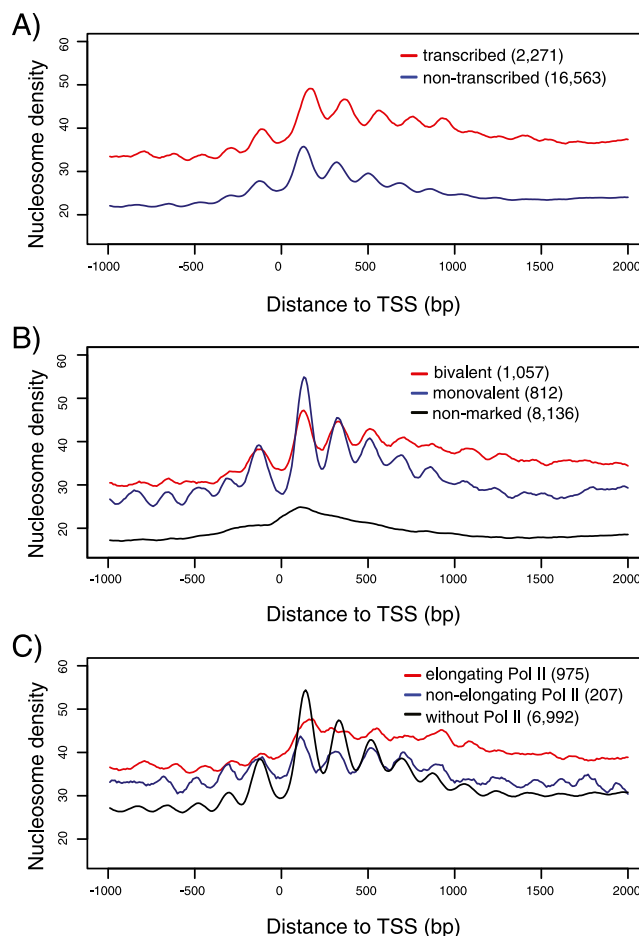 A)
Nucleosome density
60
50
40
30
20
transcribed (2,271)
non-transcribed (16,563)
-1000 -500 0 500 1000 1500 2000
Distance to TSS (bp)
B)
Nucleosome density
60
50
40
30
20
bivalent (1,057)
monovalent (812)
non-marked (8,136)
-1000 -500 0 500 1000 1500 2000
Distance to TSS (bp)
C)
Nucleosome density
60
50
40
30
20
elongating Pol II (975)
non-elongating Pol II (207)
without Pol II (6,992)
-1000 -500 0 500 1000 1500 2000
Distance to TSS (bp)